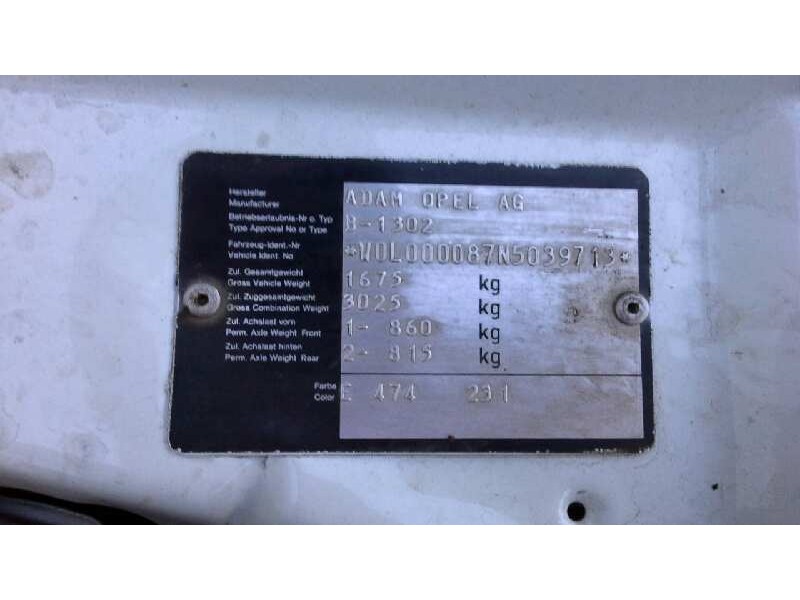 Hersteller
Manufacturer ADAM OPEL AG
Betriebserlaubnis-Nr o. Typ
Type Approval No or Type B-1302
Fahrzeug-Ident.-Nr
Vehicle Ident. No *W0L000087N5039713*
Zul. Gesamtgewicht
Gross Vehicle Weight 1675 kg
Zul. Zuggesamtgewicht
Gross Combination Weight 3025 kg
Zul. Achslast vorn
Perm. Axle Weight Front 1- 860 kg
Zul. Achslast hinten
Perm. Axle Weight Rear 2- 815 kg
Farbe
Color E 474 231